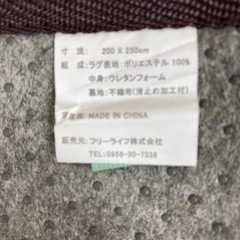 寸 法: 200 X 250cm
組 成: ラグ表地: ポリエステル 100%
中身: ウレタンフォーム
裏地: 不織布 (滑止め加工付)
原産国: MADE IN CHINA
販売元: フリーライフ株式会社
TEL: 0956-30-7336